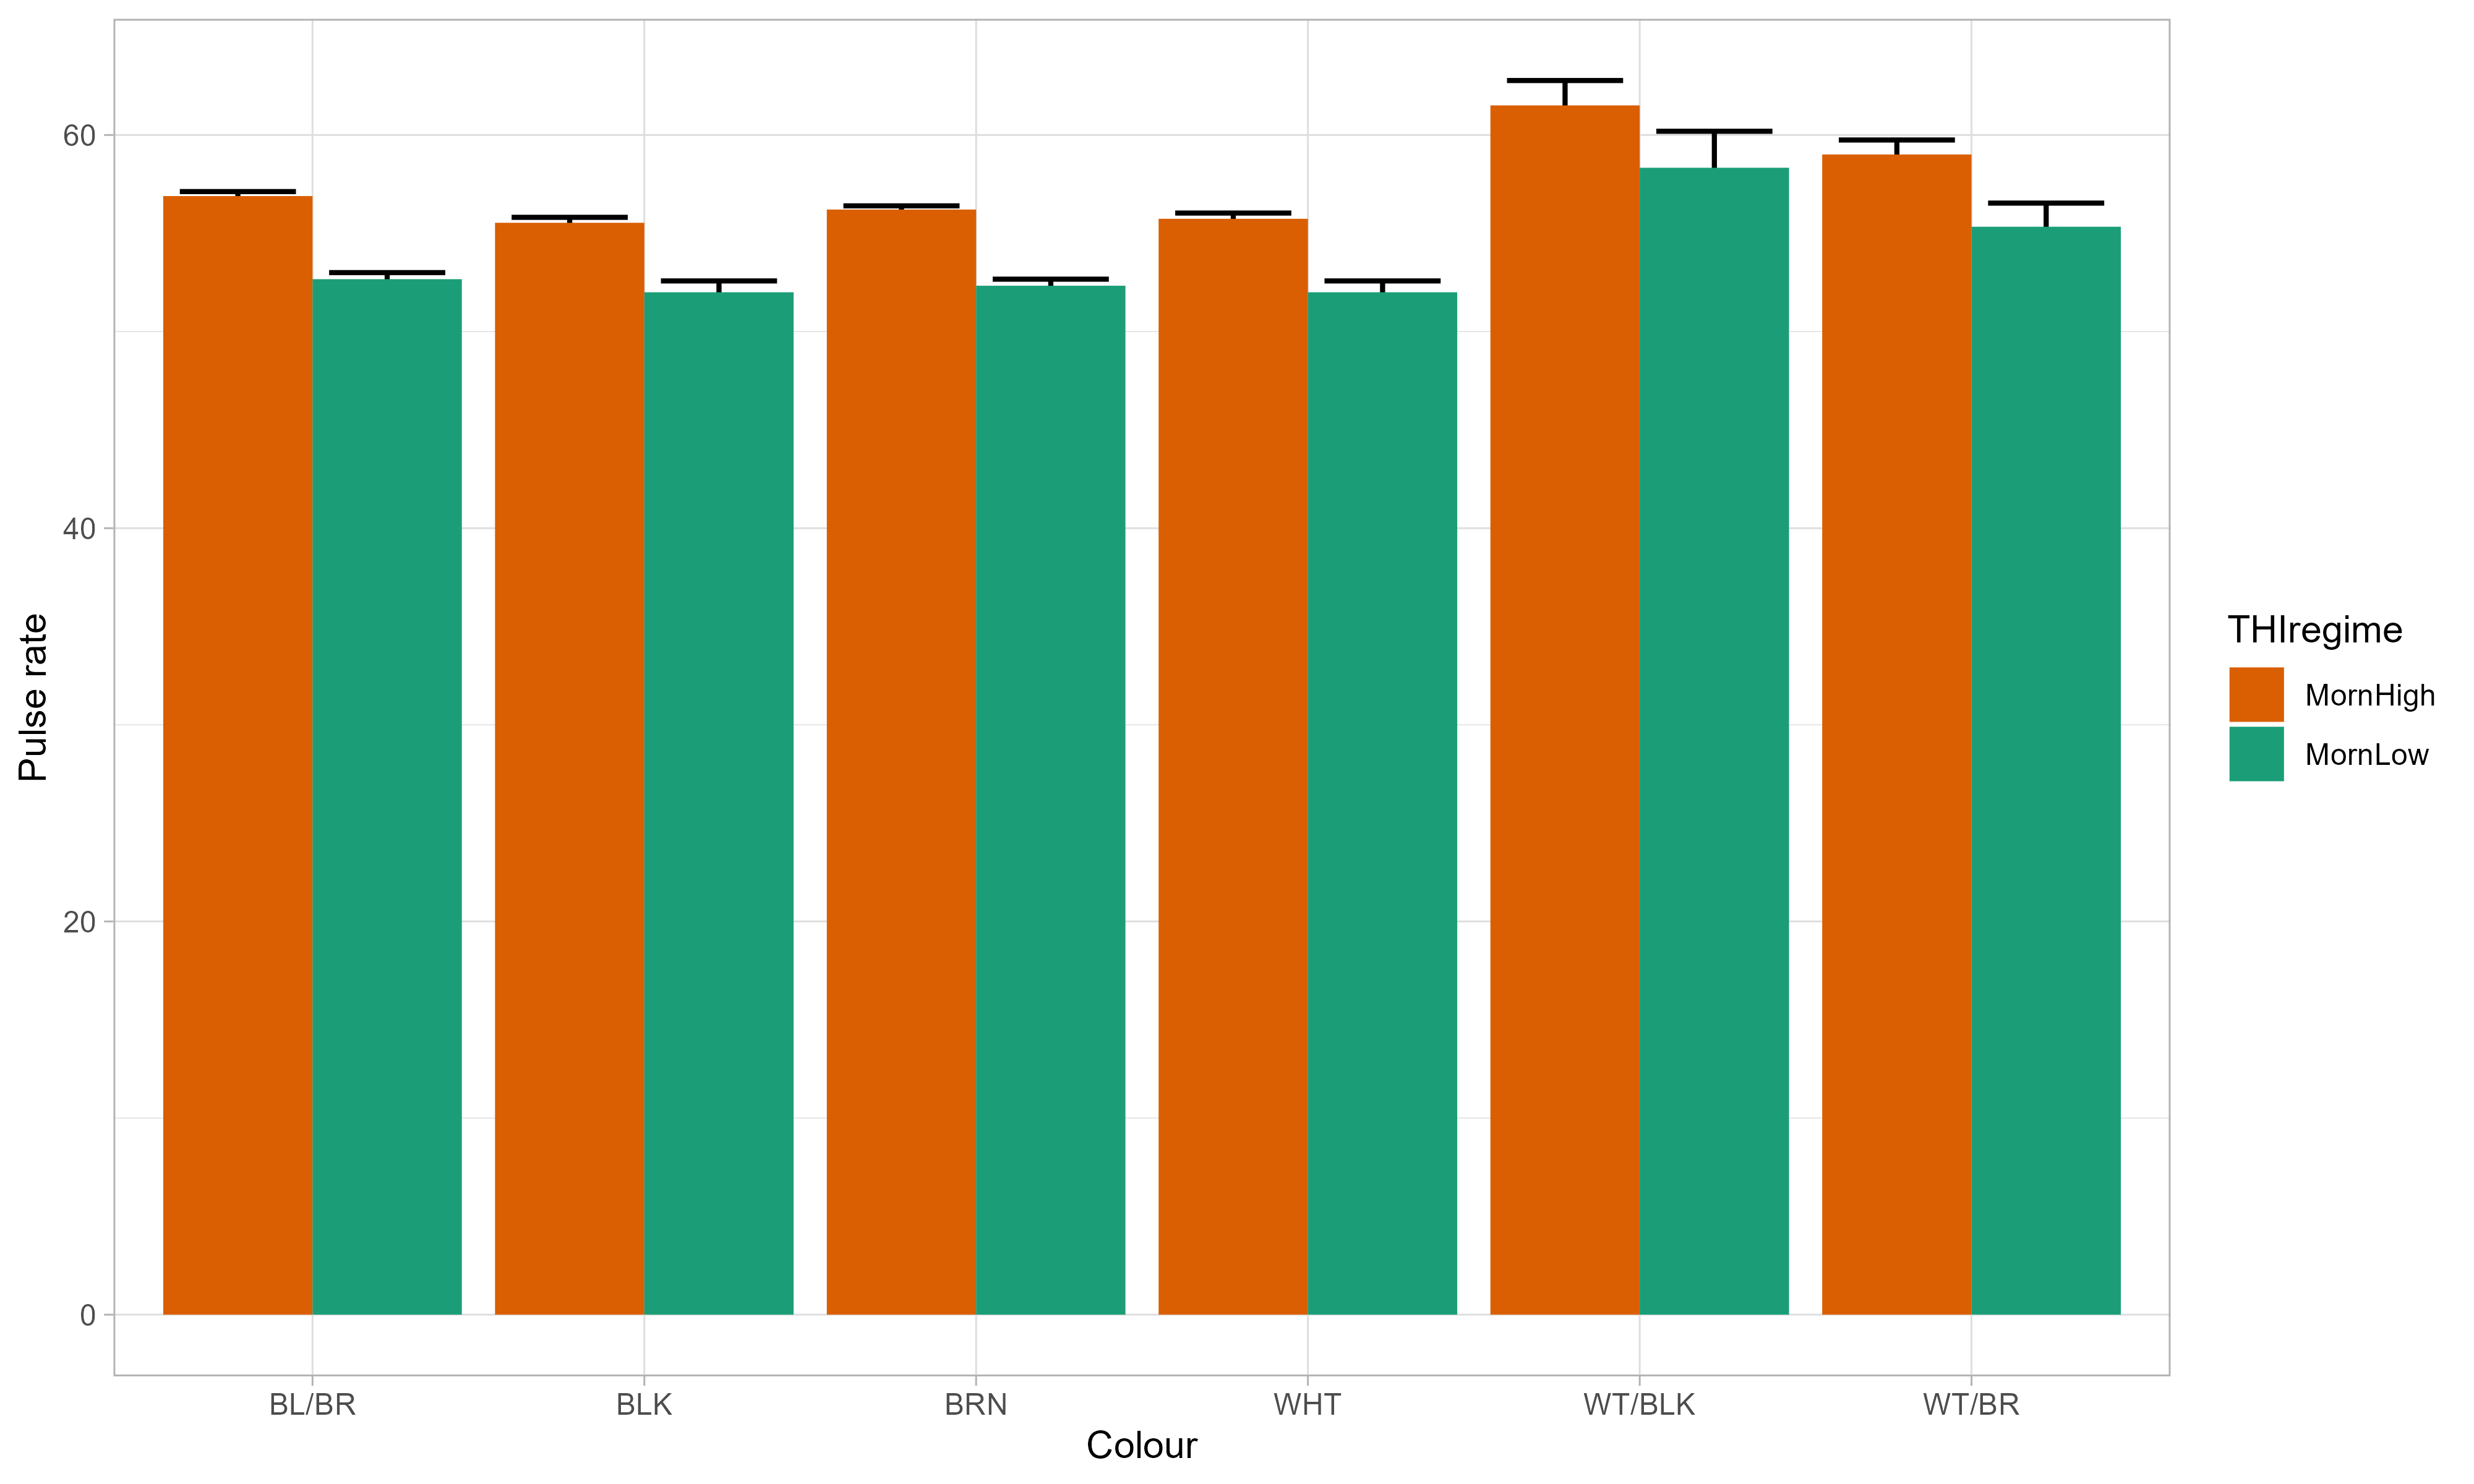 60
40
20
0
Pulse rate
BL/BR
BLK
BRN
WHT
WT/BLK
WT/BR
Colour
THIregime
MornHigh
MornLow